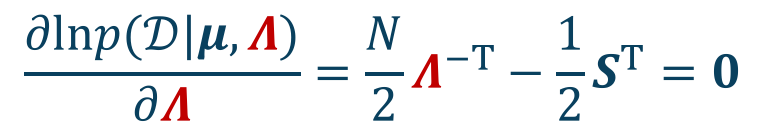 ∂lnp(𝒟|μ, Λ)/∂Λ = N/2 Λ^{-T} − 1/2 S^T = 0